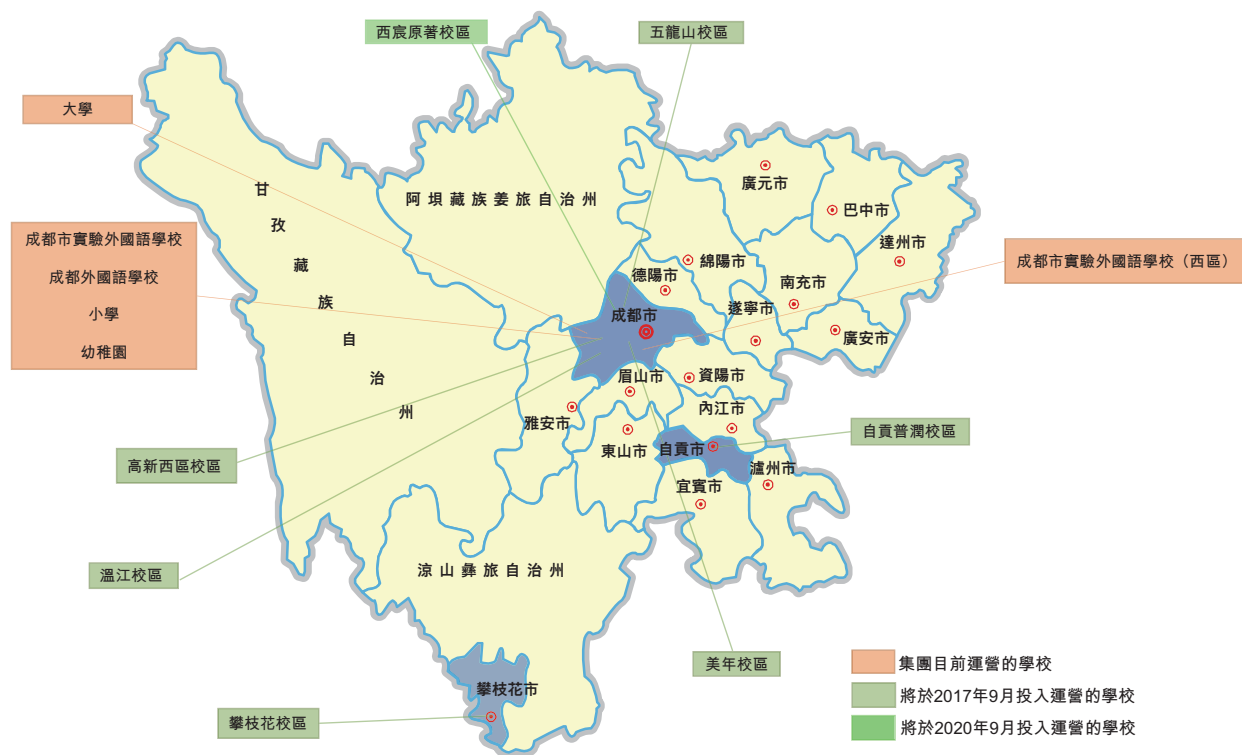 西宸原著校區
五龍山校區
大學
成都市實驗外國語學校
成都外國語學校
小學
幼稚園
高新西區校區
溫江校區
攀枝花校區
美年校區
自貢普潤校區
成都市實驗外國語學校（西區）
甘孜藏族自治州
阿垻藏族姜旅自治州
廣元市
巴中市
達州市
綿陽市
德陽市
南充市
遂寧市
成都市
廣安市
眉山市
資陽市
雅安市
內江市
東山市
自貢市
瀘州市
宜賓市
涼山彝旅自治州
攀枝花市
集團目前運營的學校
將於2017年9月投入運營的學校
將於2020年9月投入運營的學校